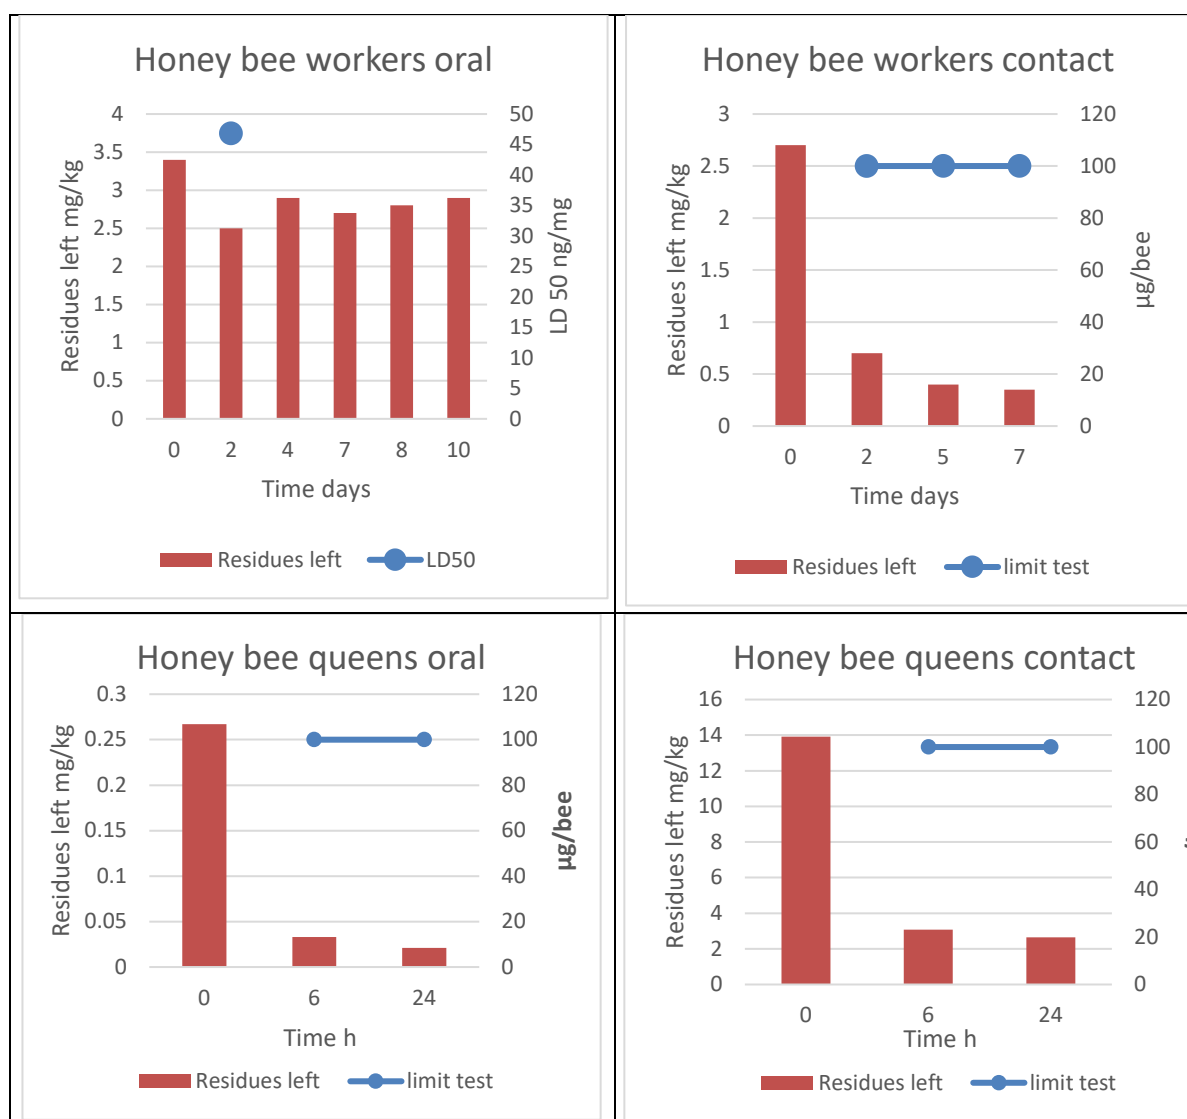 Honey bee workers oral
4
3.5
3
2.5
2
1.5
1
0.5
0
Residues left mg/kg
50
45
40
35
30
25
20
15
10
5
0
LD 50 ng/mg
0 2 4 7 8 10
Time days
Residues left LD50
Honey bee workers contact
3
2.5
2
1.5
1
0.5
0
Residues left mg/kg
120
100
80
60
40
20
0
µg/bee
0 2 5 7
Time days
Residues left limit test
Honey bee queens oral
0.3
0.25
0.2
0.15
0.1
0.05
0
Residues left mg/kg
120
100
80
60
40
20
0
µg/bee
0 6 24
Time h
Residues left limit test
Honey bee queens contact
16
14
12
10
8
6
4
2
0
Residues left mg/kg
120
100
80
60
40
20
0
0 6 24
Time h
Residues left limit test